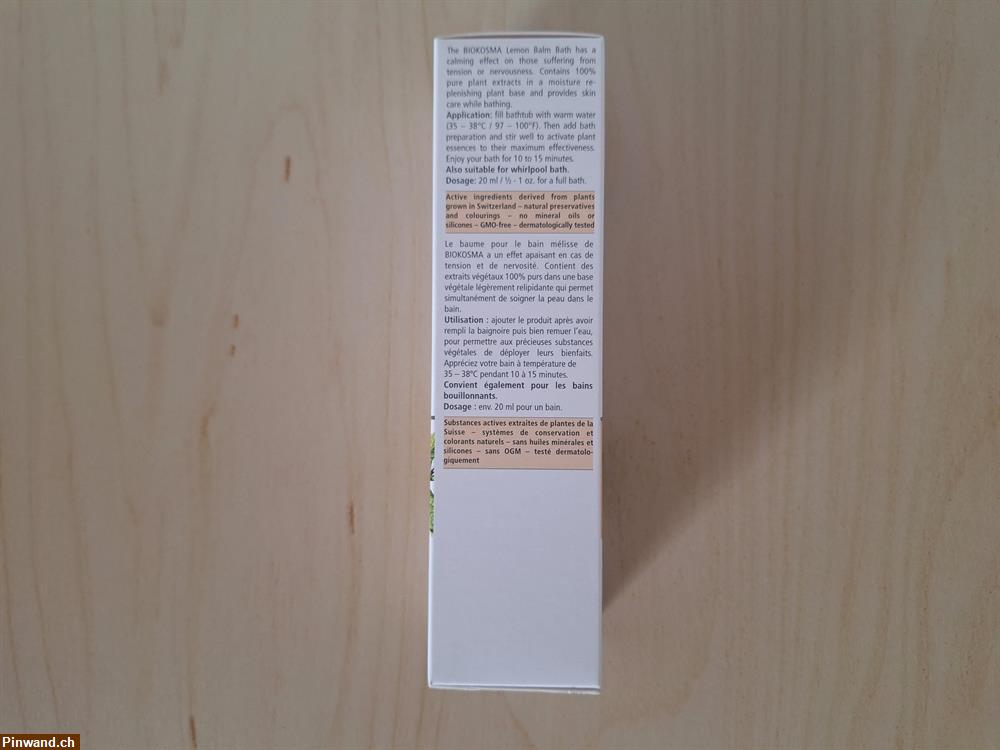 The BIOKOSMA Lemon Balm Bath has a
calming effect on those suffering from
tension or nervousness. Contains 100%
pure plant extracts in a moisture re-
plenishing plant base and provides skin
care while bathing.
Application: fill bathtub with warm water
(35 – 38°C / 97 – 100°F). Then add bath
preparation and stir well to activate plant
essences to their maximum effectiveness.
Enjoy your bath for 10 to 15 minutes.
Also suitable for whirlpool bath.
Dosage: 20 ml / ½ - 1 oz. for a full bath.
Active ingredients derived from plants
grown in Switzerland – natural preservatives
and colourings – no mineral oils or
silicones – GMO-free – dermatologically tested
Le baume pour le bain mélisse de
BIOKOSMA a un effet apaisant en cas de
tension et de nervosité. Contient des
extraits végétaux 100% purs dans une base
végétale légèrement relipidante qui permet
simultanément de soigner la peau dans le
bain.
Utilisation : ajouter le produit après avoir
rempli la baignoire puis bien remuer l'eau,
pour permettre aux précieuses substances
végétales de déployer leurs bienfaits.
Appréciez votre bain à température de
35 – 38°C pendant 10 à 15 minutes.
Convient également pour les bains
bouillonnants.
Dosage : env. 20 ml pour un bain.
Substances actives extraites de plantes de la
Suisse – systèmes de conservation et
colorants naturels – sans huiles minérales et
silicones – sans OGM – testé dermatolo-
giquement
Pinwand.ch